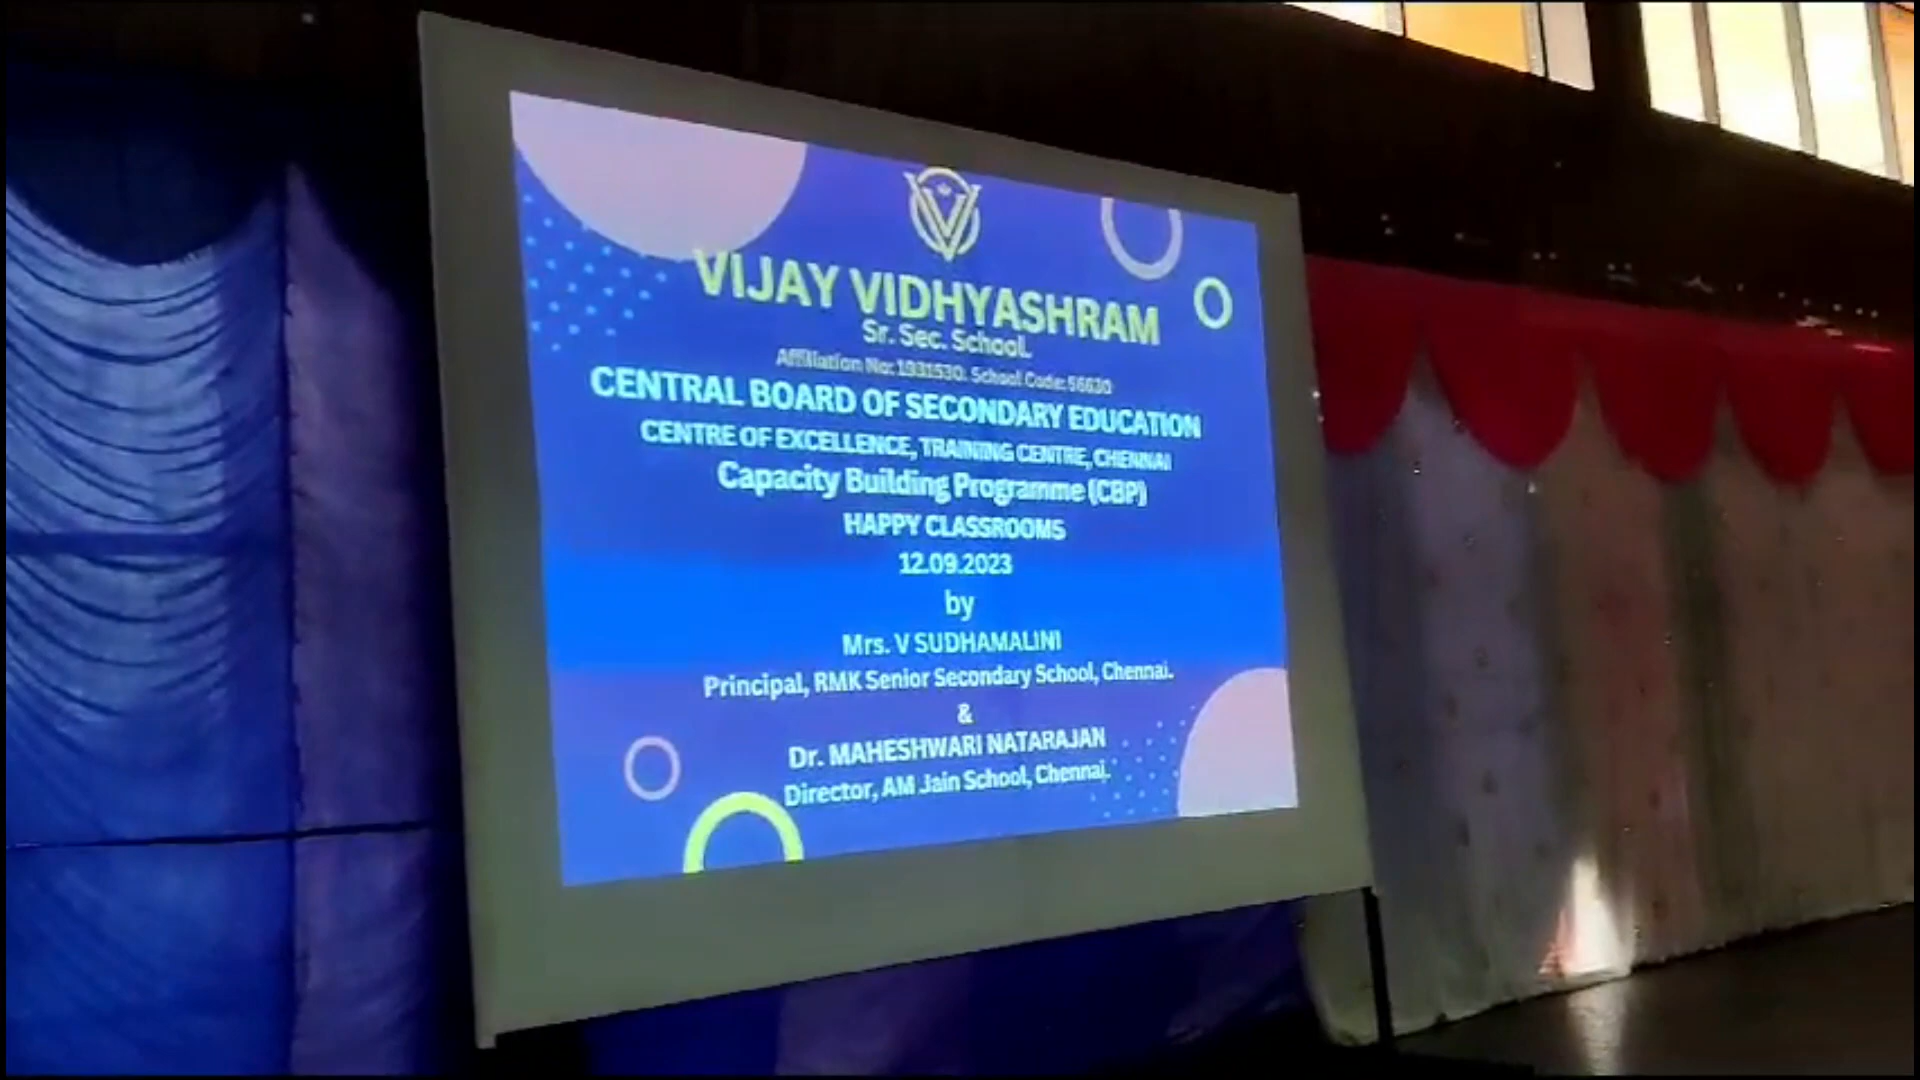 VIJAY VIDHYASHRAM
Sr. Sec. School.
Affiliation No: 1931530. School Code: 56630
CENTRAL BOARD OF SECONDARY EDUCATION
CENTRE OF EXCELLENCE, TRAINING CENTRE, CHENNAI
Capacity Building Programme (CBP)
HAPPY CLASSROOMS
12.09.2023
by
Mrs. V SUDHAMALINI
Principal, RMK Senior Secondary School, Chennai.
&
Dr. MAHESHWARI NATARAJAN
Director, AM Jain School, Chennai.